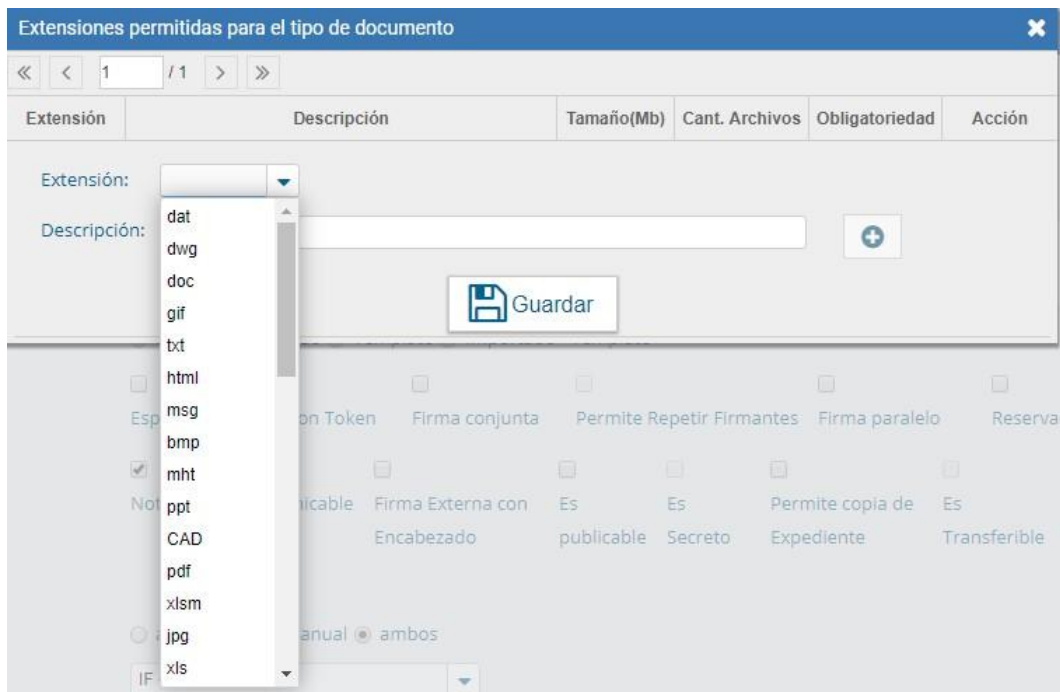 Extensiones permitidas para el tipo de documento
1 / 1
Extensión Descripción Tamaño(Mb) Cant. Archivos Obligatoriedad Acción
Extensión:
Descripción:
Guardar
dat
dwg
doc
gif
txt
html
msg
bmp
mht
ppt
CAD
pdf
xlsm
jpg
xls
Token Firma conjunta Permite Repetir Firmantes Firma paralelo Reserva
Firma Externa con Encabezado
Es publicable
Es Secreto
Permite copia de Expediente
Es Transferible
ambos
IF